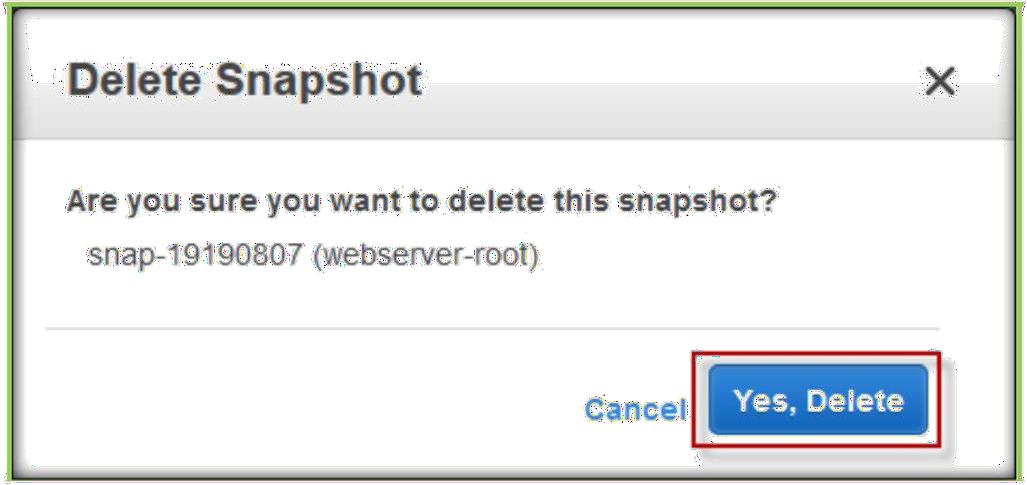 Delete Snapshot
Are you sure you want to delete this snapshot?
snap-19190807 (webserver-root)
Cancel
Yes, Delete